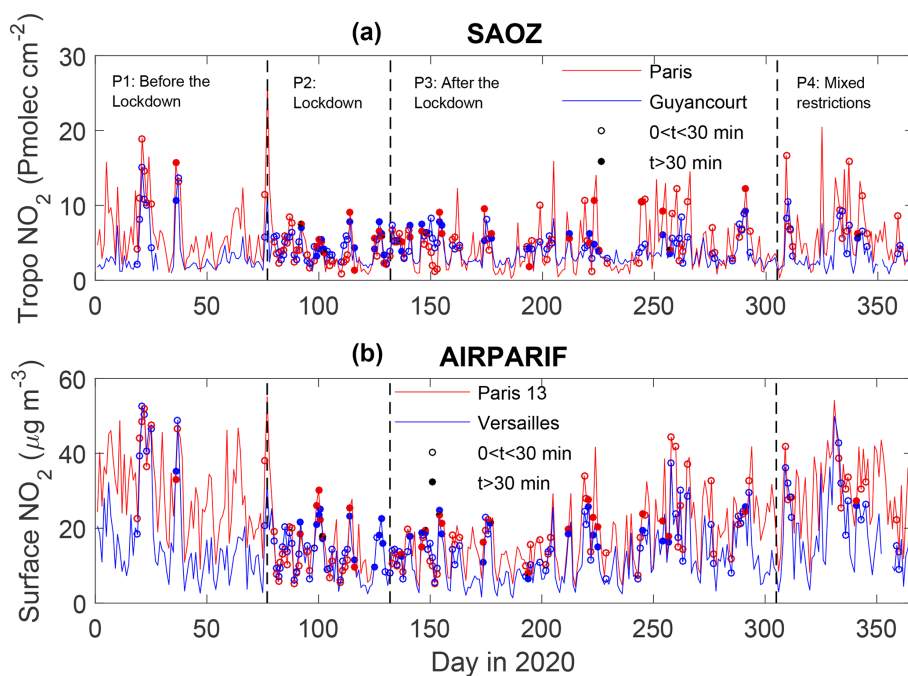 (a) SAOZ
Tropo NO2 (Pmolec cm-2)
30
20
10
0
P1: Before the
Lockdown
P2:
Lockdown
P3: After the
Lockdown
Paris
Guyancourt
0<t<30 min
t>30 min
P4: Mixed
restrictions
0 50 100 150 200 250 300 350
(b) AIRPARIF
Surface NO2 (μg m-3)
60
40
20
0
Paris 13
Versailles
0<t<30 min
t>30 min
0 50 100 150 200 250 300 350
Day in 2020